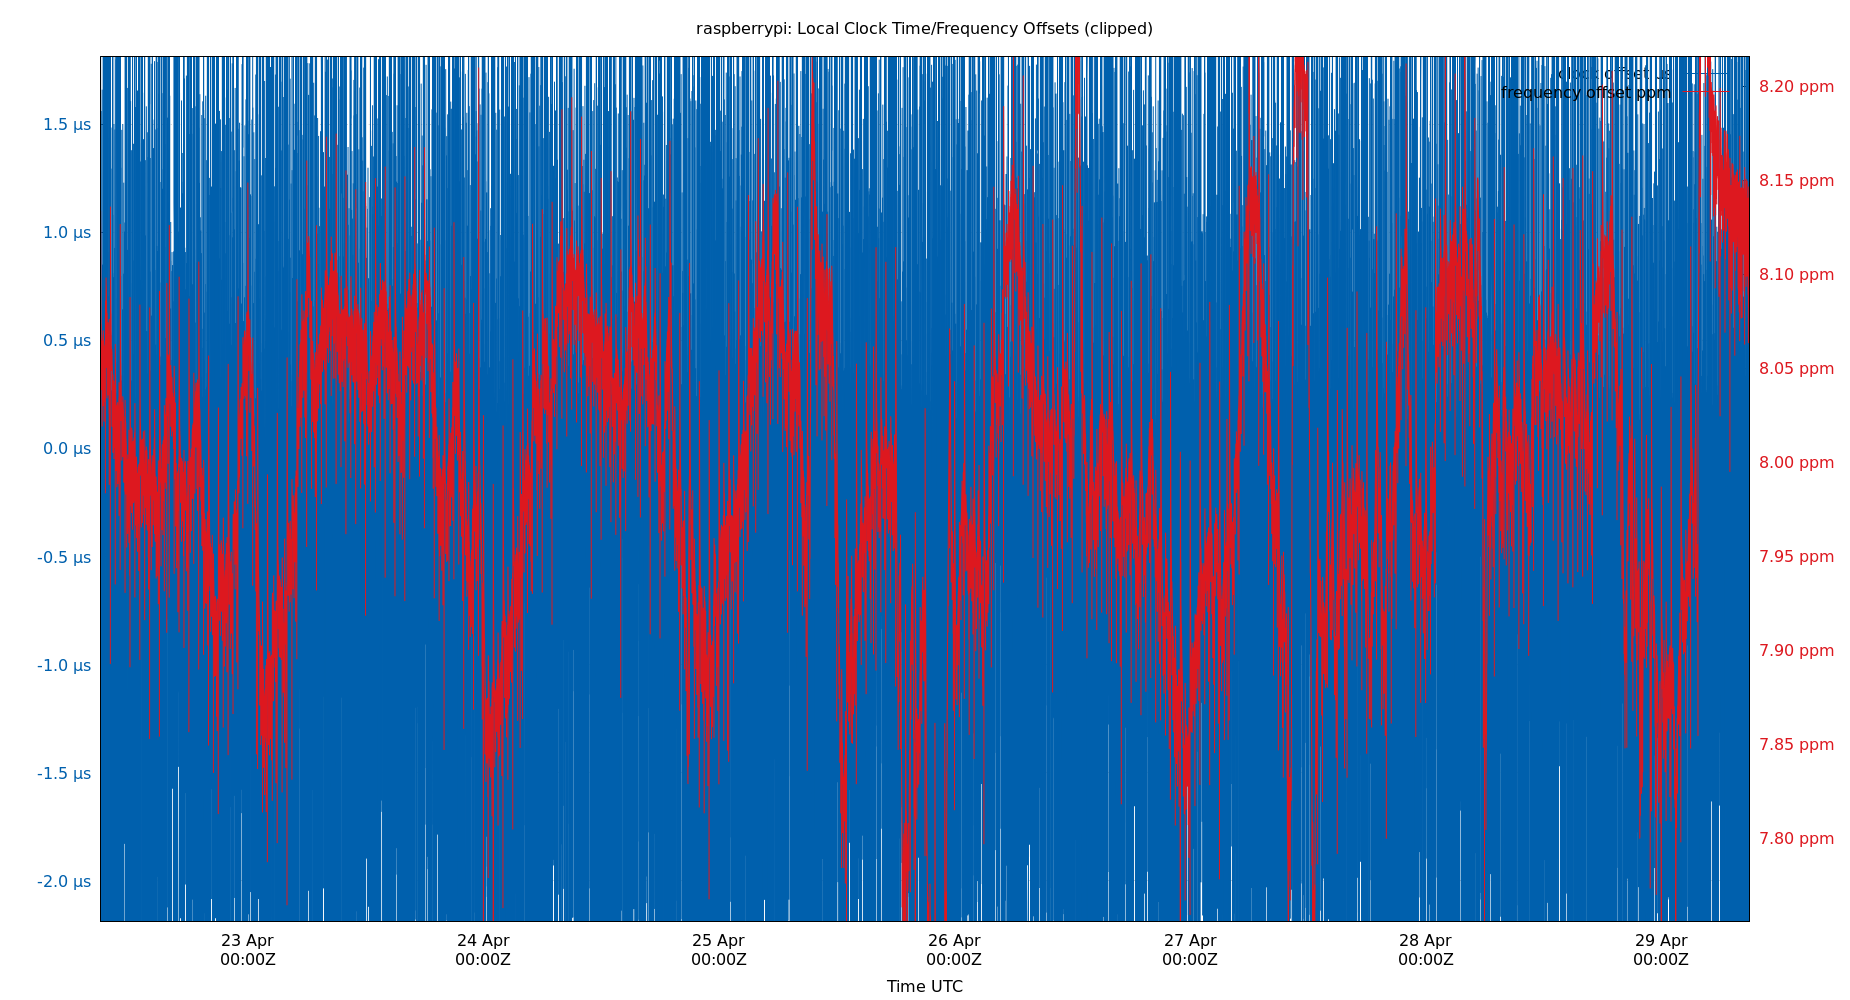 raspberrypi: Local Clock Time/Frequency Offsets (clipped)
clock offset us
frequency offset ppm
1.5 µs
1.0 µs
0.5 µs
0.0 µs
-0.5 µs
-1.0 µs
-1.5 µs
-2.0 µs
8.20 ppm
8.15 ppm
8.10 ppm
8.05 ppm
8.00 ppm
7.95 ppm
7.90 ppm
7.85 ppm
7.80 ppm
23 Apr 24 Apr 25 Apr 26 Apr 27 Apr 28 Apr 29 Apr
00:00Z 00:00Z 00:00Z 00:00Z 00:00Z 00:00Z 00:00Z
Time UTC